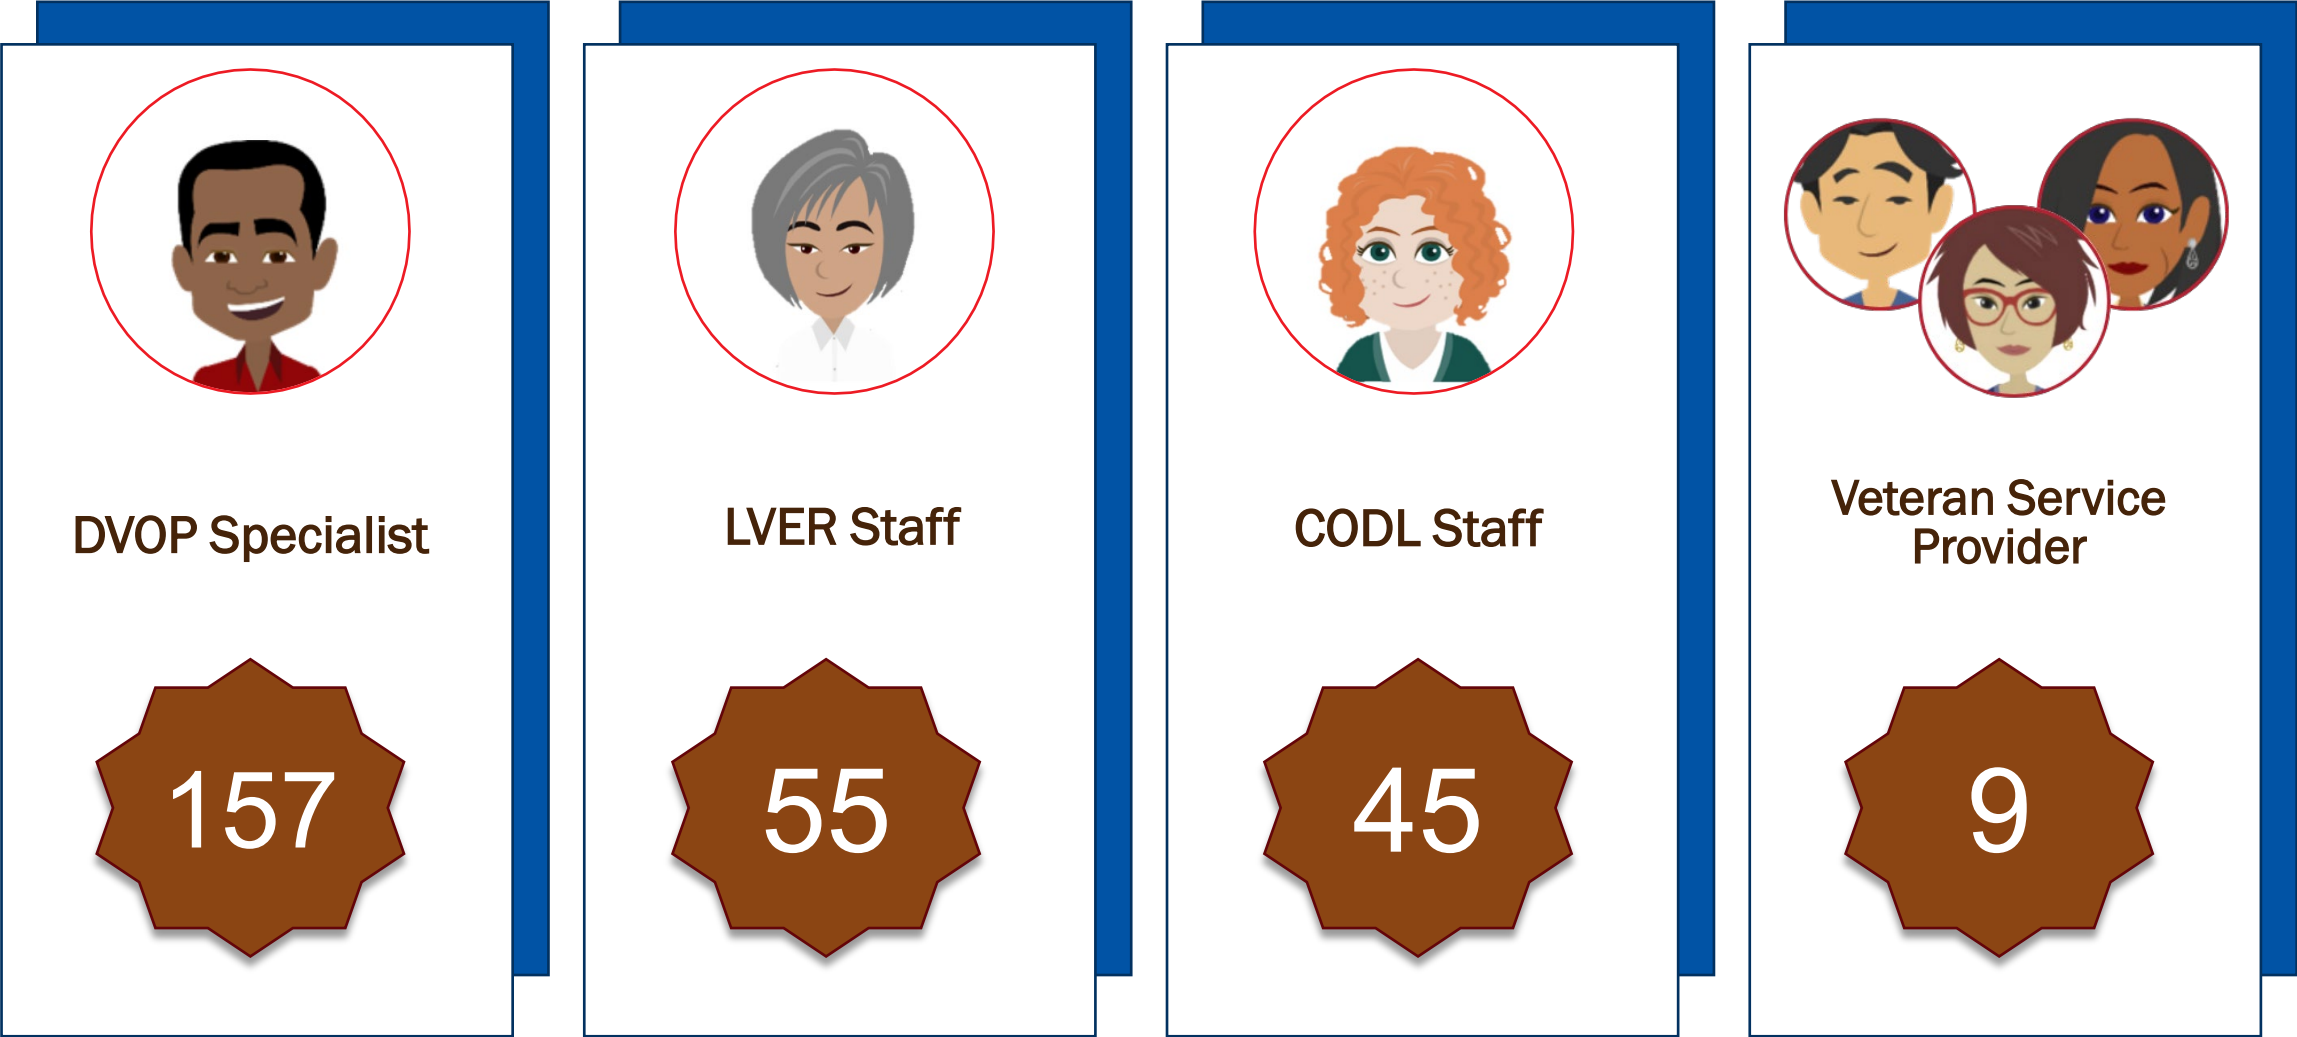 DVOP Specialist
157
LVER Staff
55
CODL Staff
45
Veteran Service
Provider
9